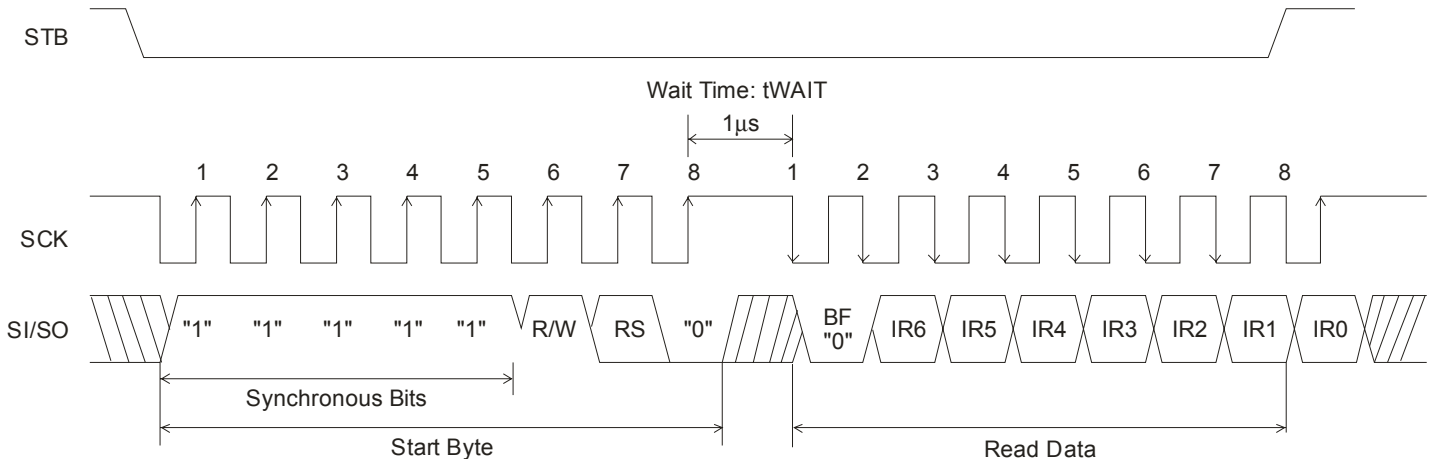 STB
Wait Time: tWAIT
1μs
1 2 3 4 5 6 7 8 1 2 3 4 5 6 7 8
SCK
SI/SO "1" "1" "1" "1" "1" R/W RS "0" BF "0" IR6 IR5 IR4 IR3 IR2 IR1 IR0
Synchronous Bits
Start Byte Read Data